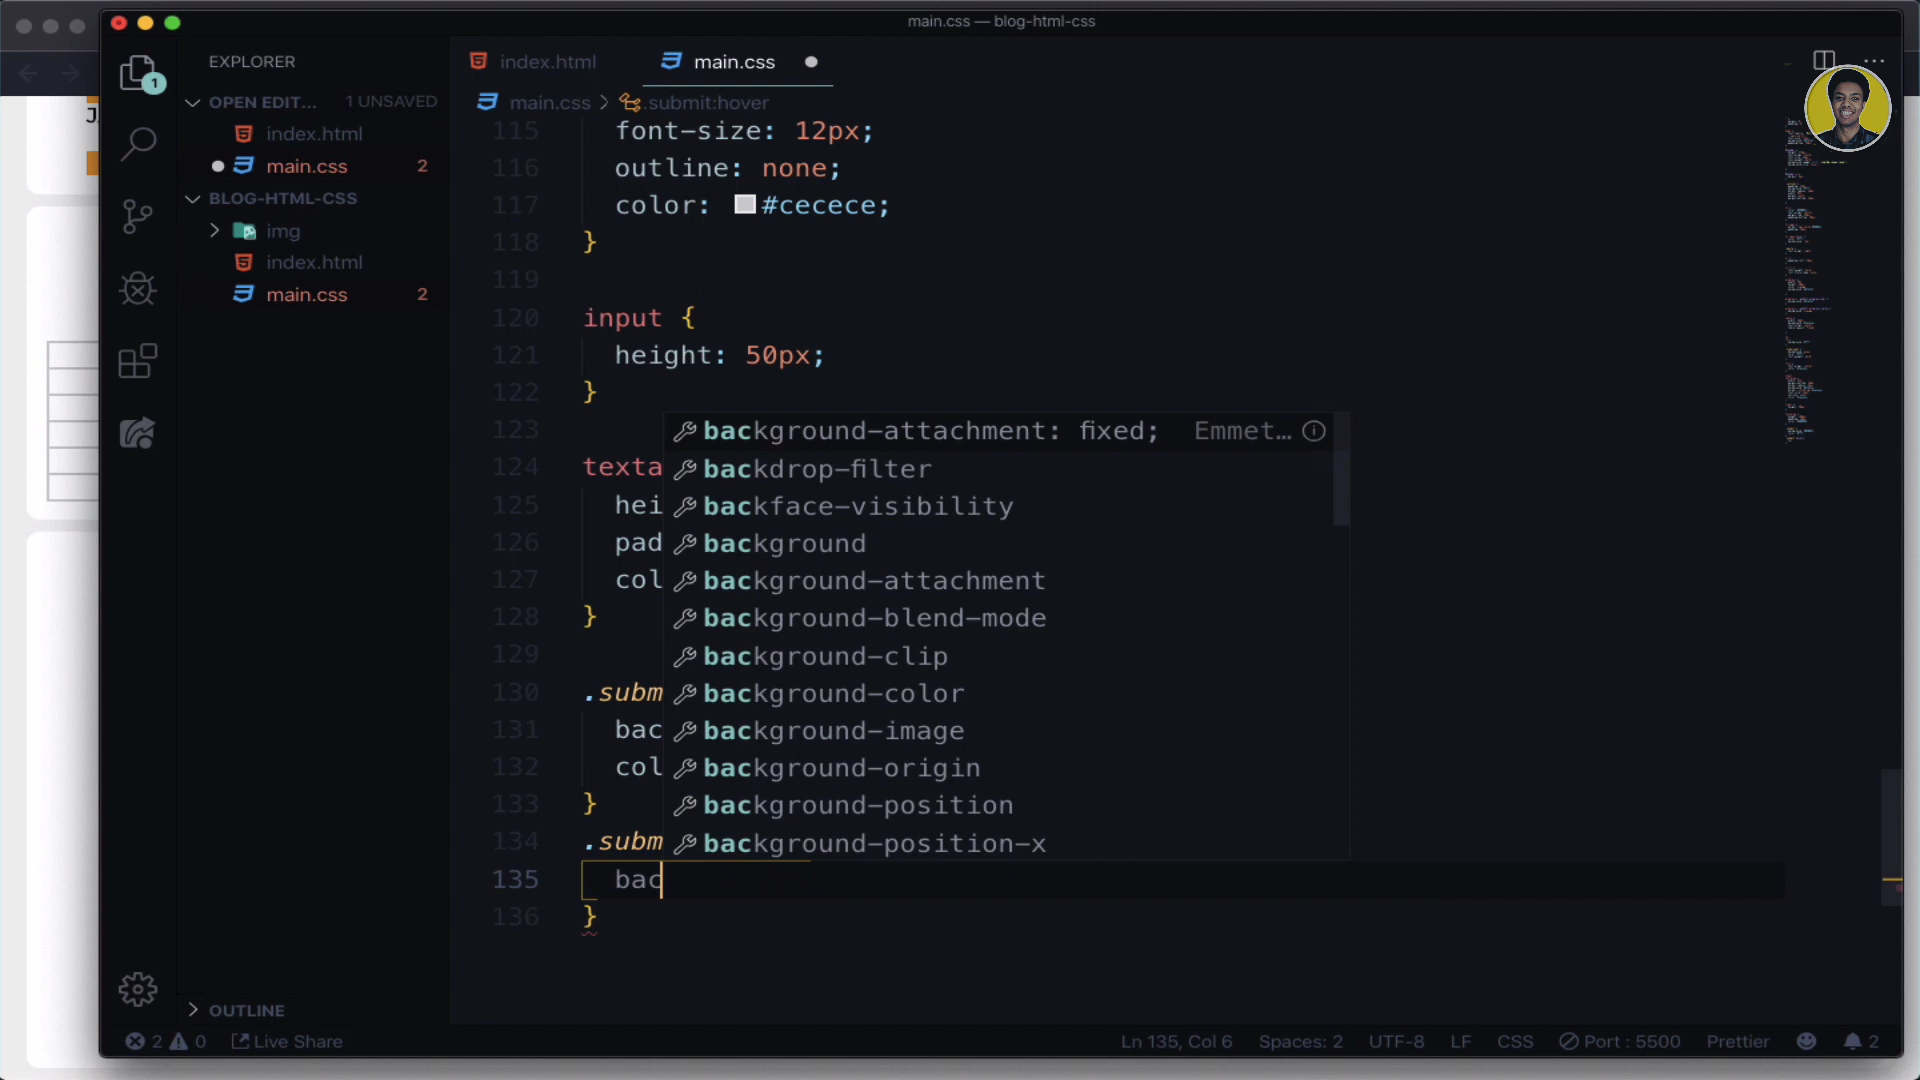 main.css — blog-html-css
EXPLORER
OPEN EDIT... 1 UNSAVED
index.html
main.css 2
BLOG-HTML-CSS
img
index.html
main.css 2
OUTLINE
1
index.html
main.css
main.css > .submit:hover
115 font-size: 12px;
116 outline: none;
117 color: #cecece;
118 }
119
120 input {
121 height: 50px;
122 }
123
124 texta
125 hei
126 pad
127 col
128 }
129
130 .subm
131 bac
132 col
133 }
134 .subm
135 bac
136 }
background-attachment: fixed; Emmet...
backdrop-filter
backface-visibility
background
background-attachment
background-blend-mode
background-clip
background-color
background-image
background-origin
background-position
background-position-x
2 0 Live Share
Ln 135, Col 6 Spaces: 2 UTF-8 LF CSS Port : 5500 Prettier 2